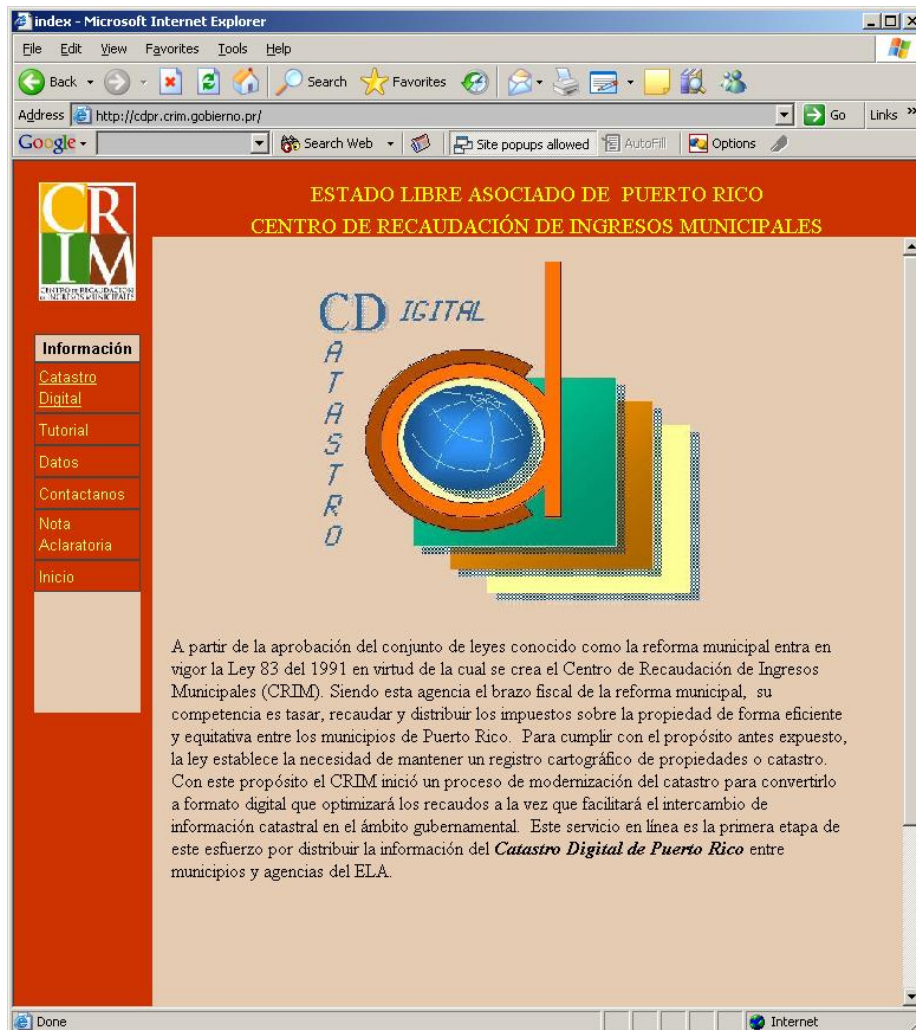 index - Microsoft Internet Explorer
File Edit View Favorites Tools Help
Back Search Favorites
Address http://cdpr.crim.gobierno.pr/ Go Links »
Google Search Web Site popups allowed AutoFill Options
CRIM
CENTRO DE RECAUDACION
DE INGRESOS MUNICIPALES
ESTADO LIBRE ASOCIADO DE PUERTO RICO
CENTRO DE RECAUDACIÓN DE INGRESOS MUNICIPALES
Información
Catastro
Digital
Tutorial
Datos
Contactanos
Nota
Aclaratoria
Inicio
CD IGITAL
A
T
A
S
T
R
O
A partir de la aprobación del conjunto de leyes conocido como la reforma municipal entra en
vigor la Ley 83 del 1991 en virtud de la cual se crea el Centro de Recaudación de Ingresos
Municipales (CRIM). Siendo esta agencia el brazo fiscal de la reforma municipal, su
competencia es tasar, recaudar y distribuir los impuestos sobre la propiedad de forma eficiente
y equitativa entre los municipios de Puerto Rico. Para cumplir con el propósito antes expuesto,
la ley establece la necesidad de mantener un registro cartográfico de propiedades o catastro.
Con este propósito el CRIM inició un proceso de modernización del catastro para convertirlo
a formato digital que optimizará los recaudos a la vez que facilitará el intercambio de
información catastral en el ámbito gubernamental. Este servicio en línea es la primera etapa de
este esfuerzo por distribuir la información del Catastro Digital de Puerto Rico entre
municipios y agencias del ELA.
Done Internet